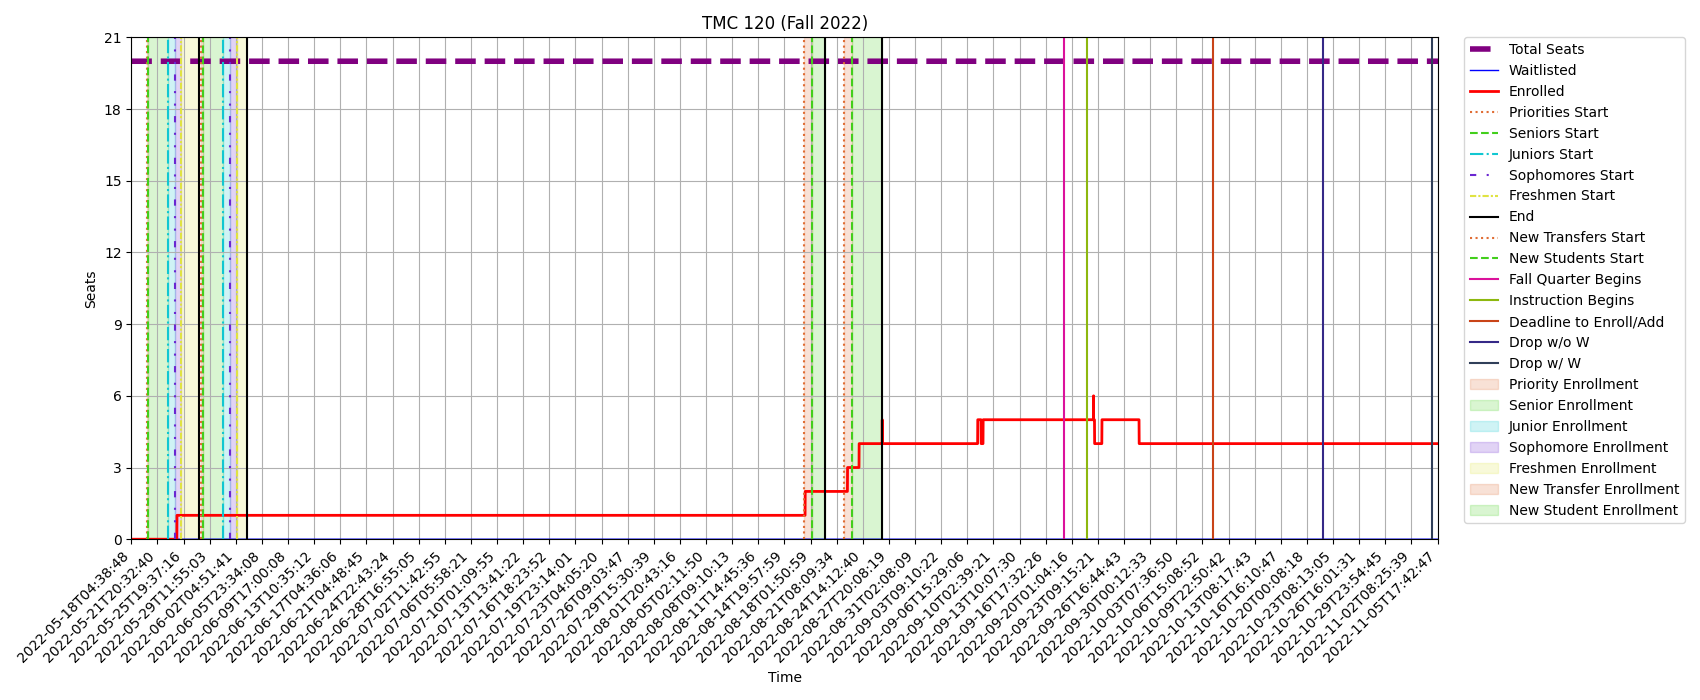 TMC 120 (Fall 2022)
21
18
15
12
9
6
3
0
Seats
2022-05-18T04:38:48
2022-05-21T20:32:40
2022-05-25T19:37:16
2022-05-29T11:55:03
2022-06-02T04:51:41
2022-06-05T23:34:08
2022-06-09T17:00:08
2022-06-13T10:35:12
2022-06-17T04:36:06
2022-06-21T04:48:45
2022-06-24T22:43:24
2022-06-28T16:55:05
2022-07-02T11:42:55
2022-07-06T05:58:21
2022-07-10T01:09:55
2022-07-13T13:41:22
2022-07-16T18:23:52
2022-07-19T23:14:01
2022-07-23T04:05:20
2022-07-26T09:03:47
2022-07-29T15:30:39
2022-08-01T20:43:16
2022-08-05T02:11:50
2022-08-08T09:10:13
2022-08-11T14:45:36
2022-08-14T19:57:59
2022-08-18T01:50:59
2022-08-21T08:09:34
2022-08-24T14:12:40
2022-08-27T20:08:19
2022-08-31T02:08:09
2022-09-03T09:10:22
2022-09-06T15:29:06
2022-09-10T02:39:21
2022-09-13T10:07:30
2022-09-16T17:32:26
2022-09-20T01:04:16
2022-09-23T09:15:21
2022-09-26T16:44:43
2022-09-30T00:12:33
2022-10-03T07:36:50
2022-10-06T15:08:52
2022-10-09T22:50:42
2022-10-13T08:17:43
2022-10-16T16:10:47
2022-10-20T00:08:18
2022-10-23T08:13:05
2022-10-26T16:01:31
2022-10-29T23:54:45
2022-11-02T08:25:39
2022-11-05T17:42:47
Time
Total Seats
Waitlisted
Enrolled
Priorities Start
Seniors Start
Juniors Start
Sophomores Start
Freshmen Start
End
New Transfers Start
New Students Start
Fall Quarter Begins
Instruction Begins
Deadline to Enroll/Add
Drop w/o W
Drop w/ W
Priority Enrollment
Senior Enrollment
Junior Enrollment
Sophomore Enrollment
Freshmen Enrollment
New Transfer Enrollment
New Student Enrollment